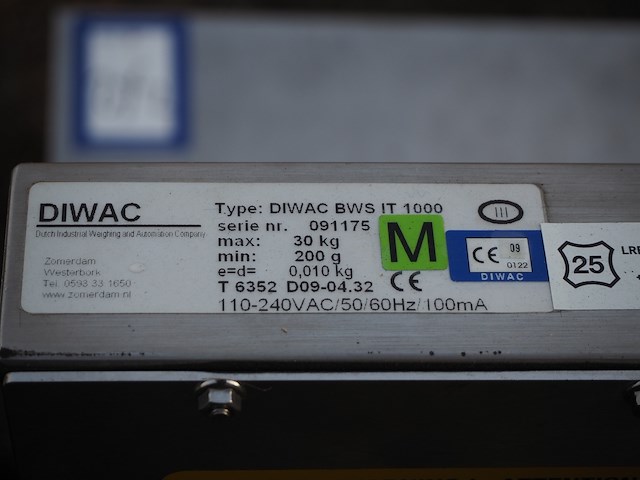 DIWAC
Dutch Industrial Weighing and Automation Company
Zomerdam
Westerbork
Tel. 0593 33 1650
www.zomerdam.nl
Type: DIWAC BWS IT 1000
serie nr. 091175
max: 30 kg
min: 200 g
e=d= 0,010 kg
T 6352 D09-04.32
110-240VAC/50/60Hz/100mA
III
M
CE
CE 09
0122
DIWAC
25
LRE